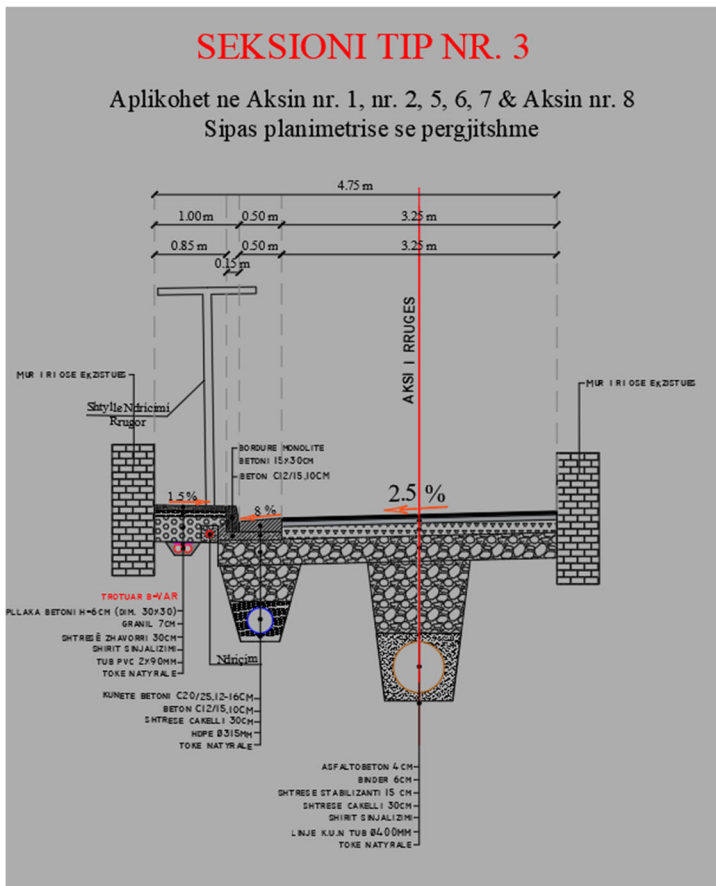 SEKSIONI TIP NR. 3
Aplikohet ne Aksin nr. 1, nr. 2, 5, 6, 7 & Aksin nr. 8
Sipas planimetrise se pergjitshme
4.75 m
1.00 m
0.50 m
3.25 m
0.85 m
0.50 m
3.25 m
0.15 m
AKSI I RRUGES
MUR I RI OSE EKZISTUES
MUR I RI OSE EKZISTUES
Shtylle Ndricimi
Rrugor
BORDURE MONOLITE
BETONI 15X30CM
BETON C12/15,10CM
1.5 %
8 %
2.5 %
TROTUAR B-VAR
PLLAKA BETONI H=6CM (DIM. 30X30)
GRANIL 7CM
SHTRESË ZHAVORRI 30CM
SHIRIT SINJALIZIMI
TUB PVC 2X90MM
TOKE NATYRALE
Ndriçim
KUNETE BETONI C20/25,12-16CM
BETON C12/15,10CM
SHTRESE CAKELLI 30CM
HDPE Ø315MM
TOKE NATYRALE
ASFALTOBETON 4 CM
BINDER 6CM
SHTRESE STABILIZANTI 15 CM
SHTRESE CAKELLI 30CM
SHIRIT SINJALIZIMI
LINJE K.U.N TUB Ø400MM
TOKE NATYRALE